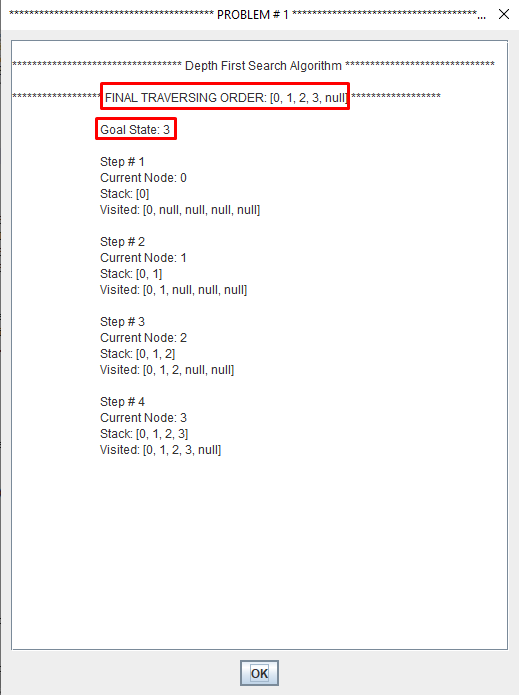 ***************************************** PROBLEM # 1 *************************************...
********************************** Depth First Search Algorithm ******************************
****************** FINAL TRAVERSING ORDER: [0, 1, 2, 3, null] ******************
Goal State: 3
Step # 1
Current Node: 0
Stack: [0]
Visited: [0, null, null, null, null]
Step # 2
Current Node: 1
Stack: [0, 1]
Visited: [0, 1, null, null, null]
Step # 3
Current Node: 2
Stack: [0, 1, 2]
Visited: [0, 1, 2, null, null]
Step # 4
Current Node: 3
Stack: [0, 1, 2, 3]
Visited: [0, 1, 2, 3, null]
OK